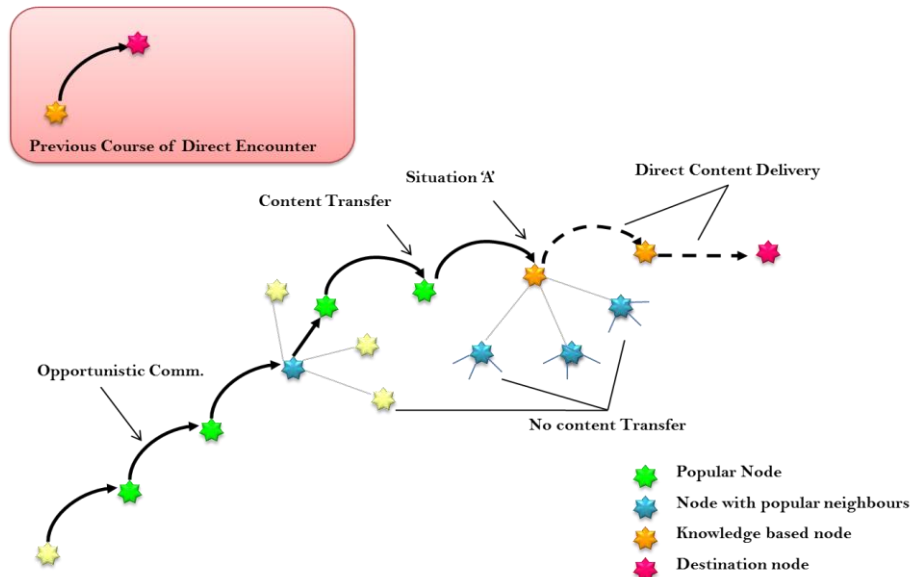 Previous Course of Direct Encounter
Situation 'A'
Direct Content Delivery
Content Transfer
Opportunistic Comm.
No content Transfer
Popular Node
Node with popular neighbours
Knowledge based node
Destination node